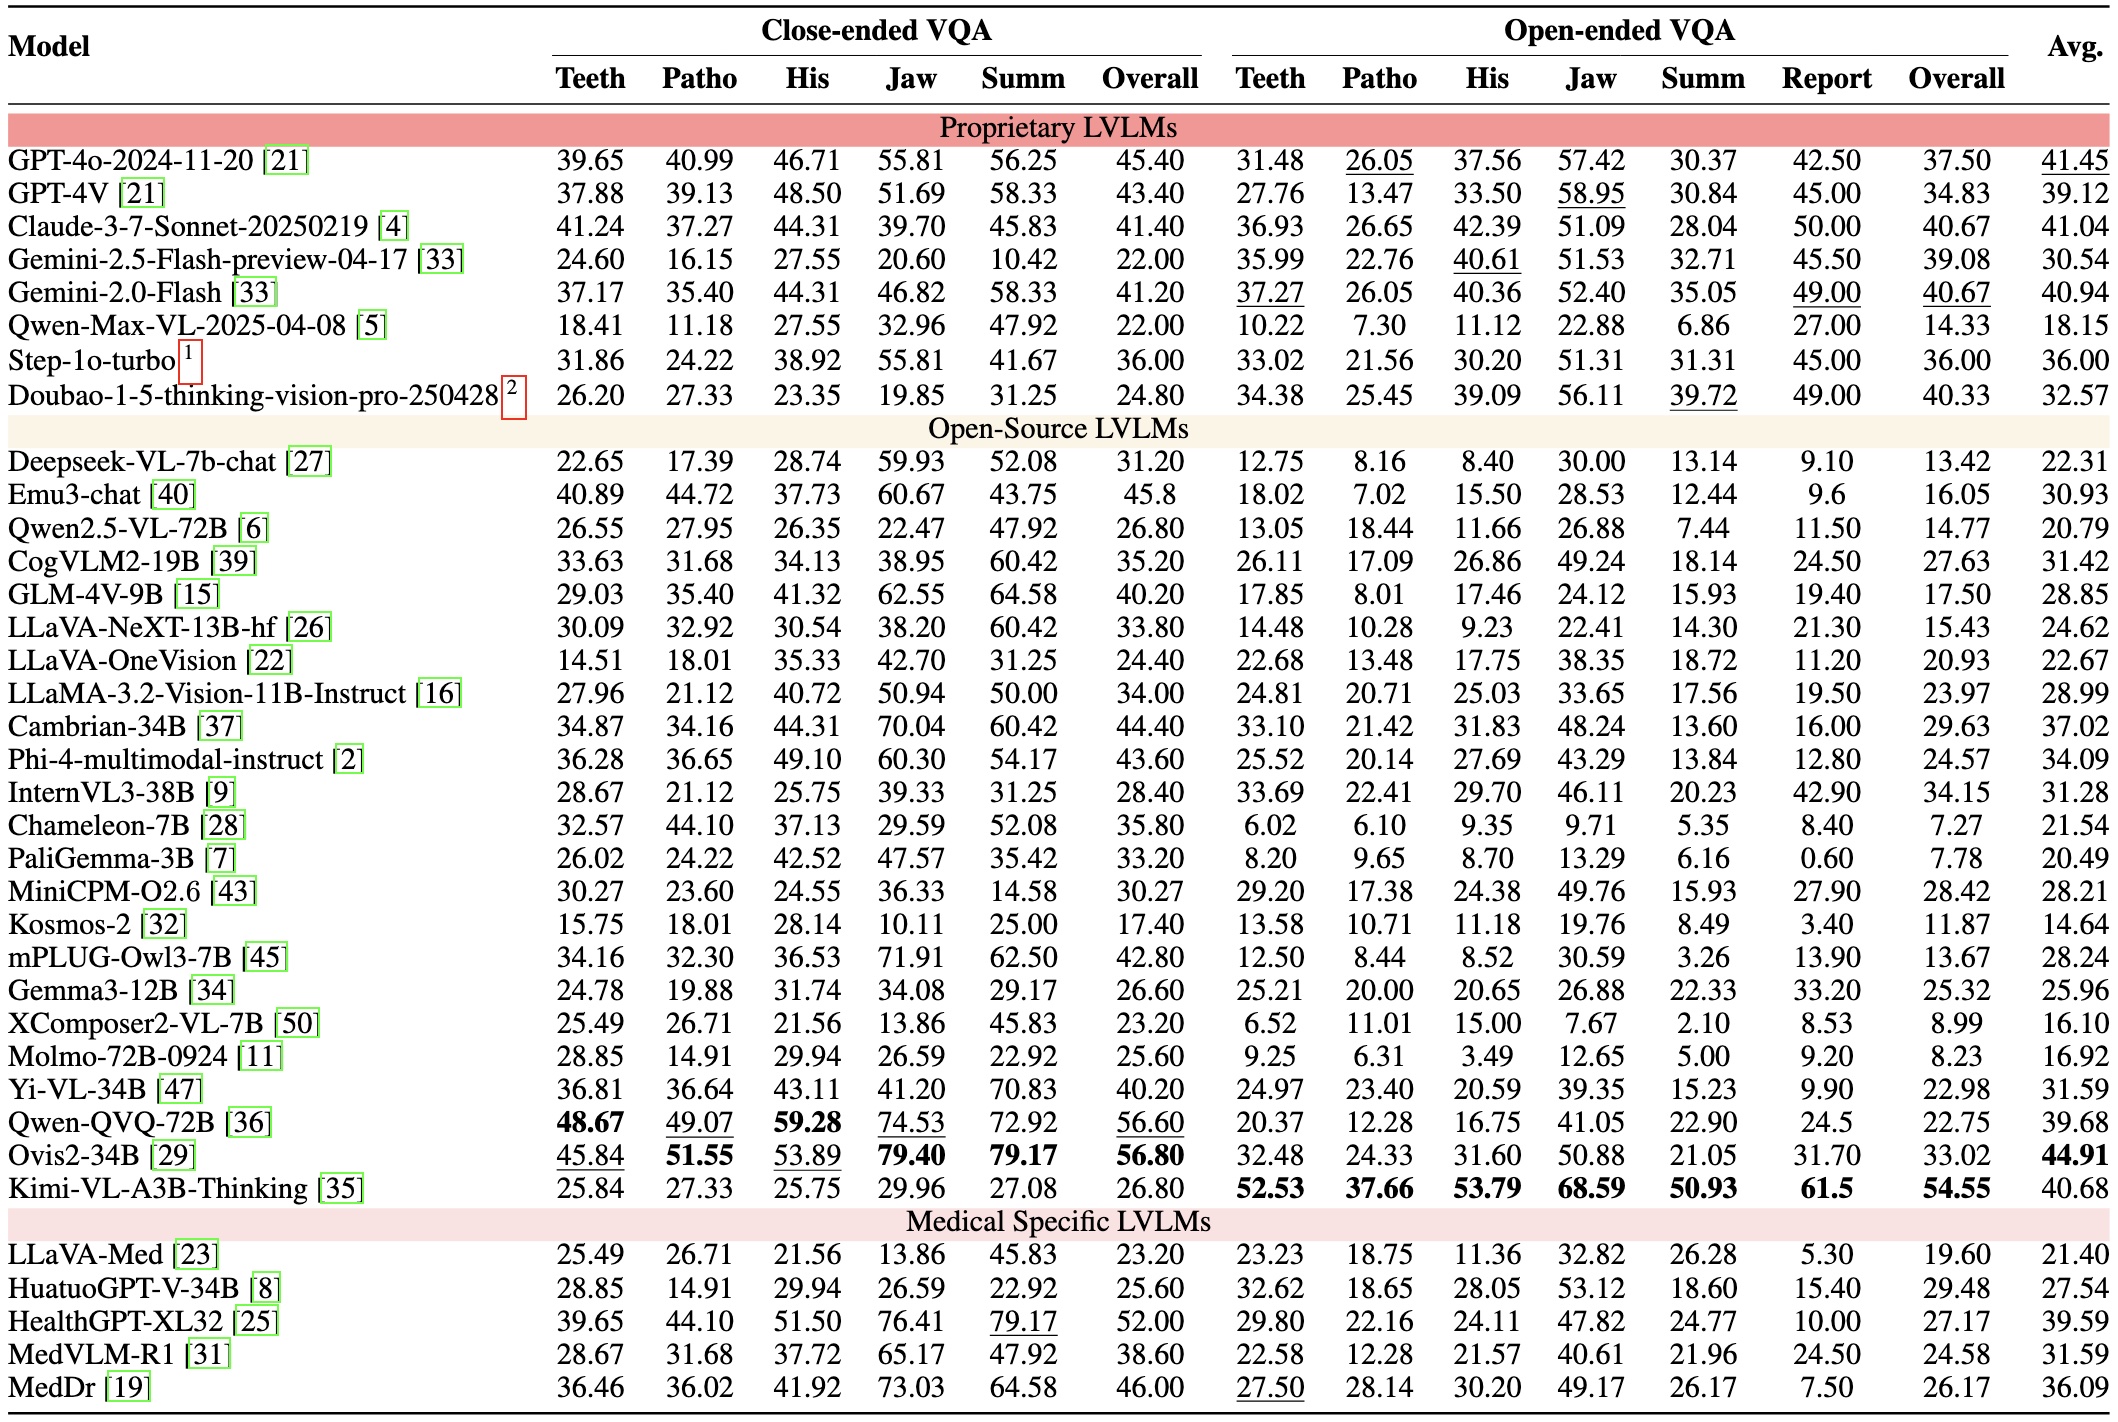 Model Close-ended VQA Open-ended VQA Avg.
Teeth Patho His Jaw Summ Overall Teeth Patho His Jaw Summ Report Overall
Proprietary LVLMs
GPT-4o-2024-11-20 [21] 39.65 40.99 46.71 55.81 56.25 45.40 31.48 26.05 37.56 57.42 30.37 42.50 37.50 41.45
GPT-4V [21] 37.88 39.13 48.50 51.69 58.33 43.40 27.76 13.47 33.50 58.95 30.84 45.00 34.83 39.12
Claude-3-7-Sonnet-20250219 [4] 41.24 37.27 44.31 39.70 45.83 41.40 36.93 26.65 42.39 51.09 28.04 50.00 40.67 41.04
Gemini-2.5-Flash-preview-04-17 [33] 24.60 16.15 27.55 20.60 10.42 22.00 35.99 22.76 40.61 51.53 32.71 45.50 39.08 30.54
Gemini-2.0-Flash [33] 37.17 35.40 44.31 46.82 58.33 41.20 37.27 26.05 40.36 52.40 35.05 49.00 40.67 40.94
Qwen-Max-VL-2025-04-08 [5] 18.41 11.18 27.55 32.96 47.92 22.00 10.22 7.30 11.12 22.88 6.86 27.00 14.33 18.15
Step-1o-turbo 1 31.86 24.22 38.92 55.81 41.67 36.00 33.02 21.56 30.20 51.31 31.31 45.00 36.00 36.00
Doubao-1-5-thinking-vision-pro-250428 2 26.20 27.33 23.35 19.85 31.25 24.80 34.38 25.45 39.09 56.11 39.72 49.00 40.33 32.57
Open-Source LVLMs
Deepseek-VL-7b-chat [27] 22.65 17.39 28.74 59.93 52.08 31.20 12.75 8.16 8.40 30.00 13.14 9.10 13.42 22.31
Emu3-chat [40] 40.89 44.72 37.73 60.67 43.75 45.8 18.02 7.02 15.50 28.53 12.44 9.6 16.05 30.93
Qwen2.5-VL-72B [6] 26.55 27.95 26.35 22.47 47.92 26.80 13.05 18.44 11.66 26.88 7.44 11.50 14.77 20.79
CogVLM2-19B [39] 33.63 31.68 34.13 38.95 60.42 35.20 26.11 17.09 26.86 49.24 18.14 24.50 27.63 31.42
GLM-4V-9B [15] 29.03 35.40 41.32 62.55 64.58 40.20 17.85 8.01 17.46 24.12 15.93 19.40 17.50 28.85
LLaVA-NeXT-13B-hf [26] 30.09 32.92 30.54 38.20 60.42 33.80 14.48 10.28 9.23 22.41 14.30 21.30 15.43 24.62
LLaVA-OneVision [22] 14.51 18.01 35.33 42.70 31.25 24.40 22.68 13.48 17.75 38.35 18.72 11.20 20.93 22.67
LLaMA-3.2-Vision-11B-Instruct [16] 27.96 21.12 40.72 50.94 50.00 34.00 24.81 20.71 25.03 33.65 17.56 19.50 23.97 28.99
Cambrian-34B [37] 34.87 34.16 44.31 70.04 60.42 44.40 33.10 21.42 31.83 48.24 13.60 16.00 29.63 37.02
Phi-4-multimodal-instruct [2] 36.28 36.65 49.10 60.30 54.17 43.60 25.52 20.14 27.69 43.29 13.84 12.80 24.57 34.09
InternVL3-38B [9] 28.67 21.12 25.75 39.33 31.25 28.40 33.69 22.41 29.70 46.11 20.23 42.90 34.15 31.28
Chameleon-7B [28] 32.57 44.10 37.13 29.59 52.08 35.80 6.02 6.10 9.35 9.71 5.35 8.40 7.27 21.54
PaliGemma-3B [7] 26.02 24.22 42.52 47.57 35.42 33.20 8.20 9.65 8.70 13.29 6.16 0.60 7.78 20.49
MiniCPM-O2.6 [43] 30.27 23.60 24.55 36.33 14.58 30.27 29.20 17.38 24.38 49.76 15.93 27.90 28.42 28.21
Kosmos-2 [32] 15.75 18.01 28.14 10.11 25.00 17.40 13.58 10.71 11.18 19.76 8.49 3.40 11.87 14.64
mPLUG-Owl3-7B [45] 34.16 32.30 36.53 71.91 62.50 42.80 12.50 8.44 8.52 30.59 3.26 13.90 13.67 28.24
Gemma3-12B [34] 24.78 19.88 31.74 34.08 29.17 26.60 25.21 20.00 20.65 26.88 22.33 33.20 25.32 25.96
XComposer2-VL-7B [50] 25.49 26.71 21.56 13.86 45.83 23.20 6.52 11.01 15.00 7.67 2.10 8.53 8.99 16.10
Molmo-72B-0924 [11] 28.85 14.91 29.94 26.59 22.92 25.60 9.25 6.31 3.49 12.65 5.00 9.20 8.23 16.92
Yi-VL-34B [47] 36.81 36.64 43.11 41.20 70.83 40.20 24.97 23.40 20.59 39.35 15.23 9.90 22.98 31.59
Qwen-QVQ-72B [36] 48.67 49.07 59.28 74.53 72.92 56.60 20.37 12.28 16.75 41.05 22.90 24.5 22.75 39.68
Ovis2-34B [29] 45.84 51.55 53.89 79.40 79.17 56.80 32.48 24.33 31.60 50.88 21.05 31.70 33.02 44.91
Kimi-VL-A3B-Thinking [35] 25.84 27.33 25.75 29.96 27.08 26.80 52.53 37.66 53.79 68.59 50.93 61.5 54.55 40.68
Medical Specific LVLMs
LLaVA-Med [23] 25.49 26.71 21.56 13.86 45.83 23.20 23.23 18.75 11.36 32.82 26.28 5.30 19.60 21.40
HuatuoGPT-V-34B [8] 28.85 14.91 29.94 26.59 22.92 25.60 32.62 18.65 28.05 53.12 18.60 15.40 29.48 27.54
HealthGPT-XL32 [25] 39.65 44.10 51.50 76.41 79.17 52.00 29.80 22.16 24.11 47.82 24.77 10.00 27.17 39.59
MedVLM-R1 [31] 28.67 31.68 37.72 65.17 47.92 38.60 22.58 12.28 21.57 40.61 21.96 24.50 24.58 31.59
MedDr [19] 36.46 36.02 41.92 73.03 64.58 46.00 27.50 28.14 30.20 49.17 26.17 7.50 26.17 36.09